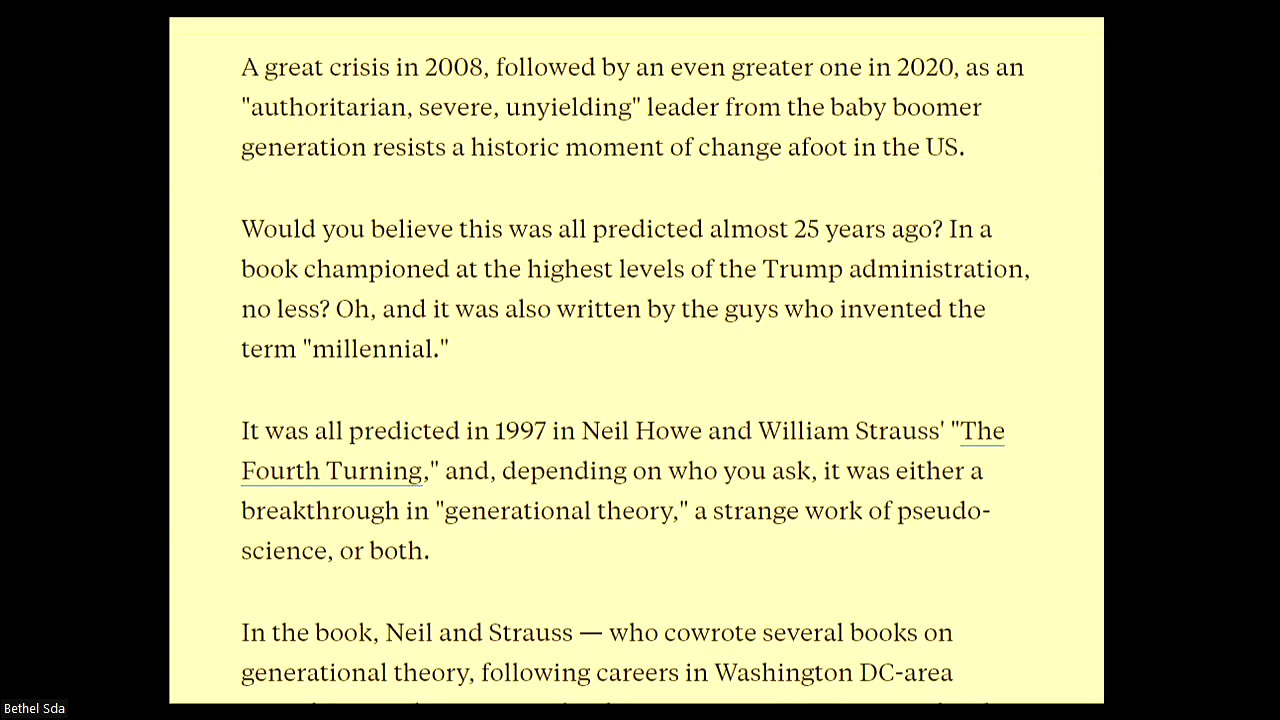 A great crisis in 2008, followed by an even greater one in 2020, as an
"authoritarian, severe, unyielding" leader from the baby boomer
generation resists a historic moment of change afoot in the US.
Would you believe this was all predicted almost 25 years ago? In a
book championed at the highest levels of the Trump administration,
no less? Oh, and it was also written by the guys who invented the
term "millennial."
It was all predicted in 1997 in Neil Howe and William Strauss' "The
Fourth Turning," and, depending on who you ask, it was either a
breakthrough in "generational theory," a strange work of pseudo-
science, or both.
In the book, Neil and Strauss — who cowrote several books on
generational theory, following careers in Washington DC-area
Bethel Sda